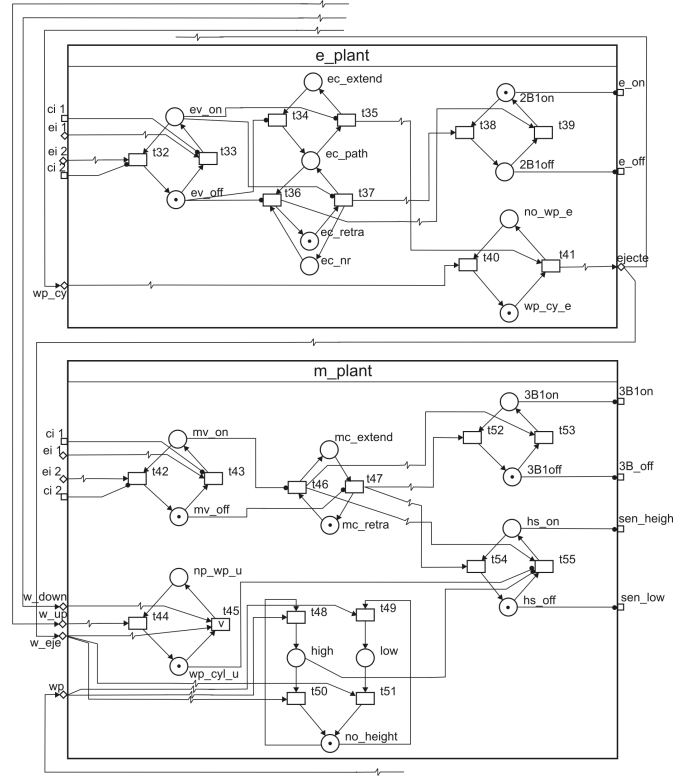 e_plant
ec_extend
2B1on
e_on
ci 1
ev_on
t34
t35
ei 1
t38
t39
ei 2
t32
t33
ec_path
ci 2
ev_off
t36
t37
2B1off
e_off
ec_retra
no_wp_e
ec_nr
t40
t41
ejecte
wp_cy
wp_cy_e
m_plant
3B1on
3B1on
ci 1
mv_on
mc_extend
t52
t53
ei 1
ei 2
t42
t43
t46
t47
3B1off
3B_off
ci 2
mv_off
mc_retra
hs_on
sen_heigh
np_wp_u
t54
t55
w_down
w_up
t44
t45
v
t48
t49
hs_off
sen_low
w_eje
high
low
wp
wp_cyl_u
t50
t51
no_height